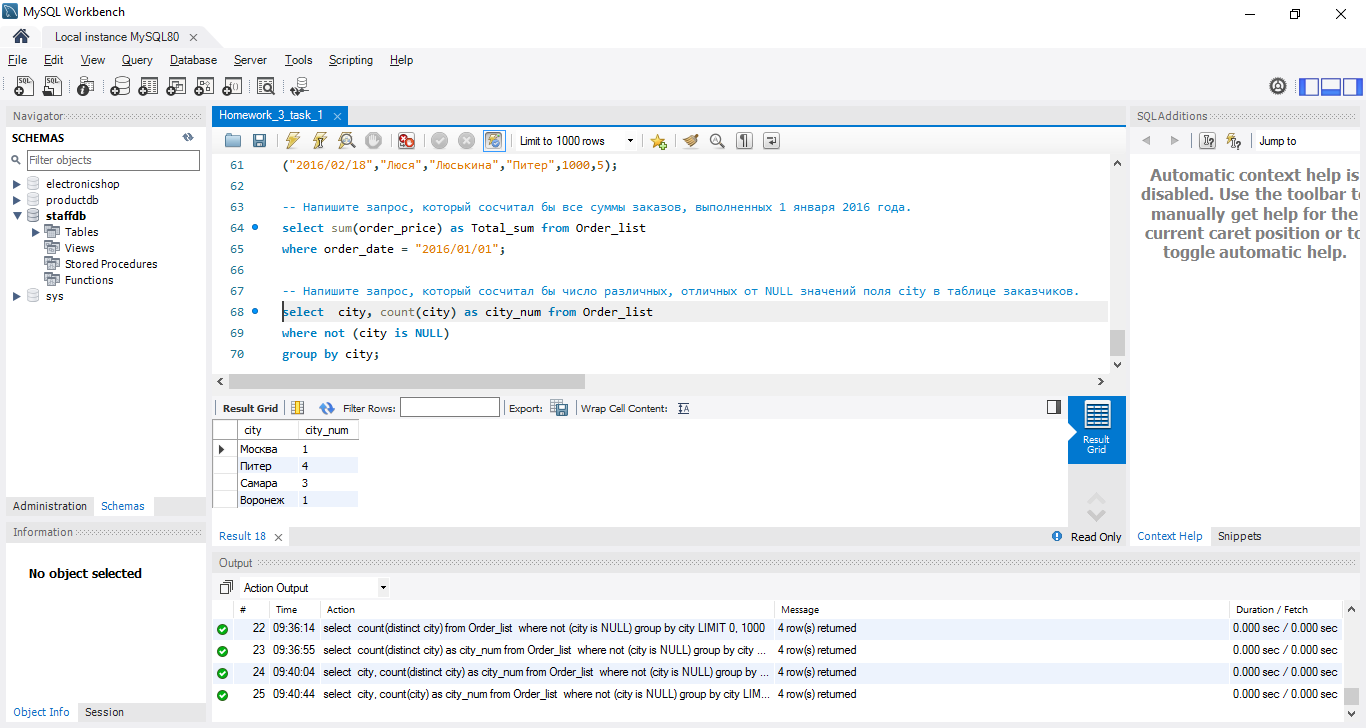 MySQL Workbench
Local instance MySQL80
File Edit View Query Database Server Tools Scripting Help
Navigator
SCHEMAS
Filter objects
electronicshop
productdb
staffdb
Tables
Views
Stored Procedures
Functions
sys
Administration Schemas
Information
No object selected
Object Info Session
Homework_3_task_1
Limit to 1000 rows
61 ("2016/02/18","Люся","Люськина","Питер",1000,5);
62
63 -- Напишите запрос, который сосчитал бы все суммы заказов, выполненных 1 января 2016 года.
64 select sum(order_price) as Total_sum from Order_list
65 where order_date = "2016/01/01";
66
67 -- Напишите запрос, который сосчитал бы число различных, отличных от NULL значений поля city в таблице заказчиков.
68 select  city, count(city) as city_num from Order_list
69 where not (city is NULL)
70 group by city;
Result Grid Filter Rows: Export: Wrap Cell Content:
city city_num
Москва 1
Питер 4
Самара 3
Воронеж 1
Result Grid
Result 18
Read Only
Output
Action Output
# Time Action Message Duration / Fetch
22 09:36:14 select  count(distinct city) from Order_list  where not (city is NULL) group by city LIMIT 0, 1000 4 row(s) returned 0.000 sec / 0.000 sec
23 09:36:55 select  count(distinct city) as city_num from Order_list  where not (city is NULL) group by city ... 4 row(s) returned 0.000 sec / 0.000 sec
24 09:40:04 select  city, count(distinct city) as city_num from Order_list  where not (city is NULL) group by ... 4 row(s) returned 0.000 sec / 0.000 sec
25 09:40:44 select  city, count(city) as city_num from Order_list  where not (city is NULL) group by city LIM... 4 row(s) returned 0.000 sec / 0.000 sec
SQLAdditions
Jump to
Automatic context help is
disabled. Use the toolbar to
manually get help for the
current caret position or to
toggle automatic help.
Context Help Snippets